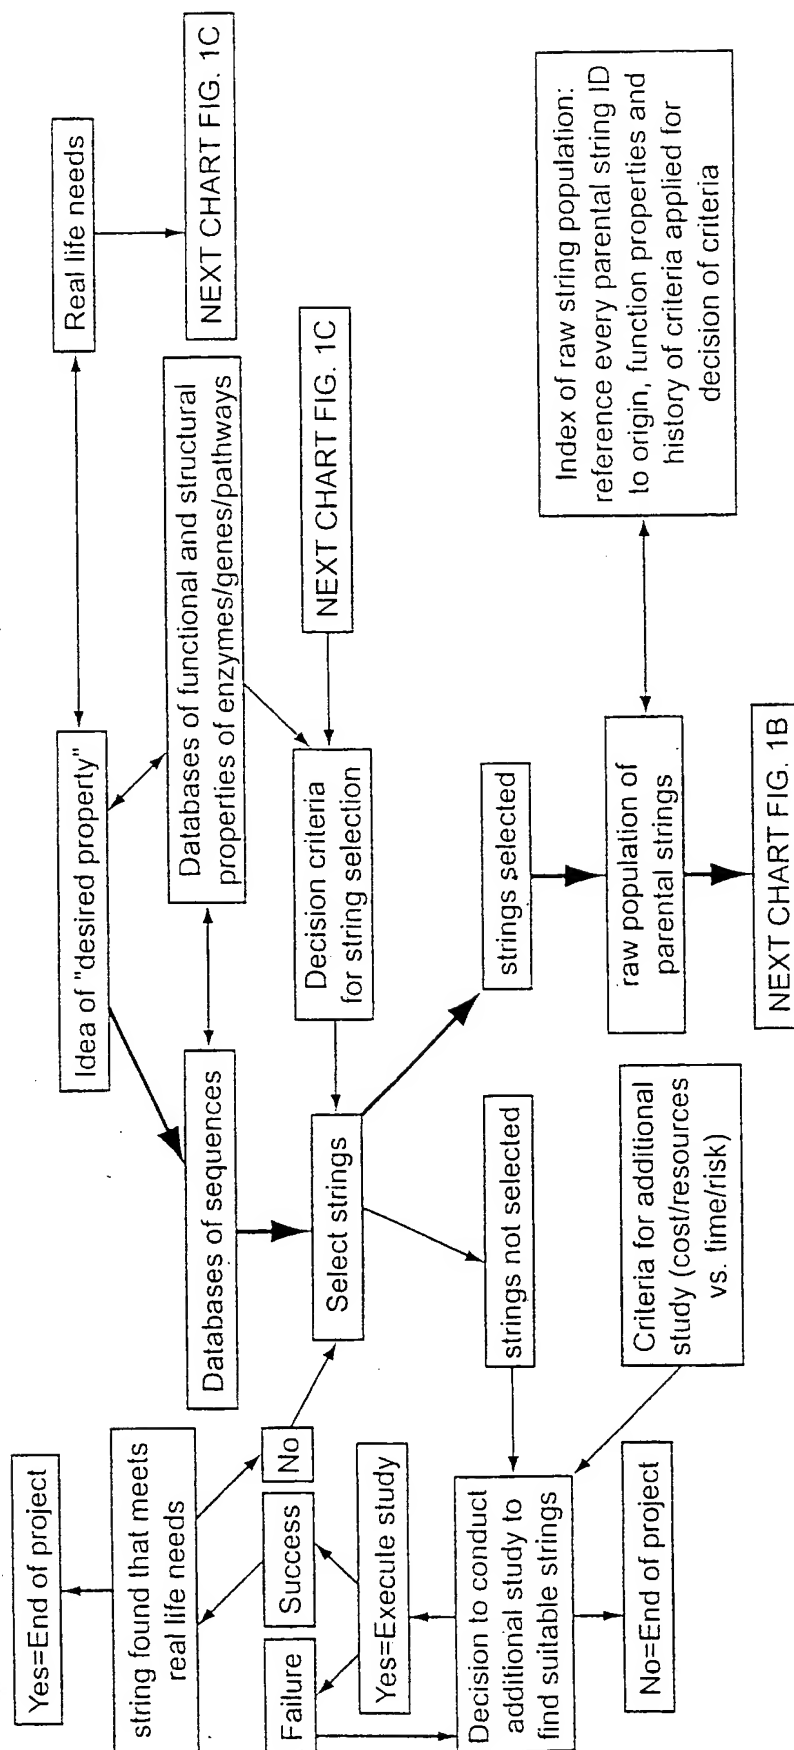 Yes=End of project
string found that meets
real life needs
No
Success
Failure
Yes=Execute study
Decision to conduct
additional study to
find suitable strings
No=End of project
Idea of "desired property"
Real life needs
NEXT CHART FIG. 1C
Databases of sequences
Databases of functional and structural
properties of enzymes/genes/pathways
Select strings
Decision criteria
for string selection
NEXT CHART FIG. 1C
strings not selected
strings selected
Criteria for additional
study (cost/resources
vs. time/risk)
raw population of
parental strings
Index of raw string population:
reference every parental string ID
to origin, function properties and
history of criteria applied for
decision of criteria
NEXT CHART FIG. 1B